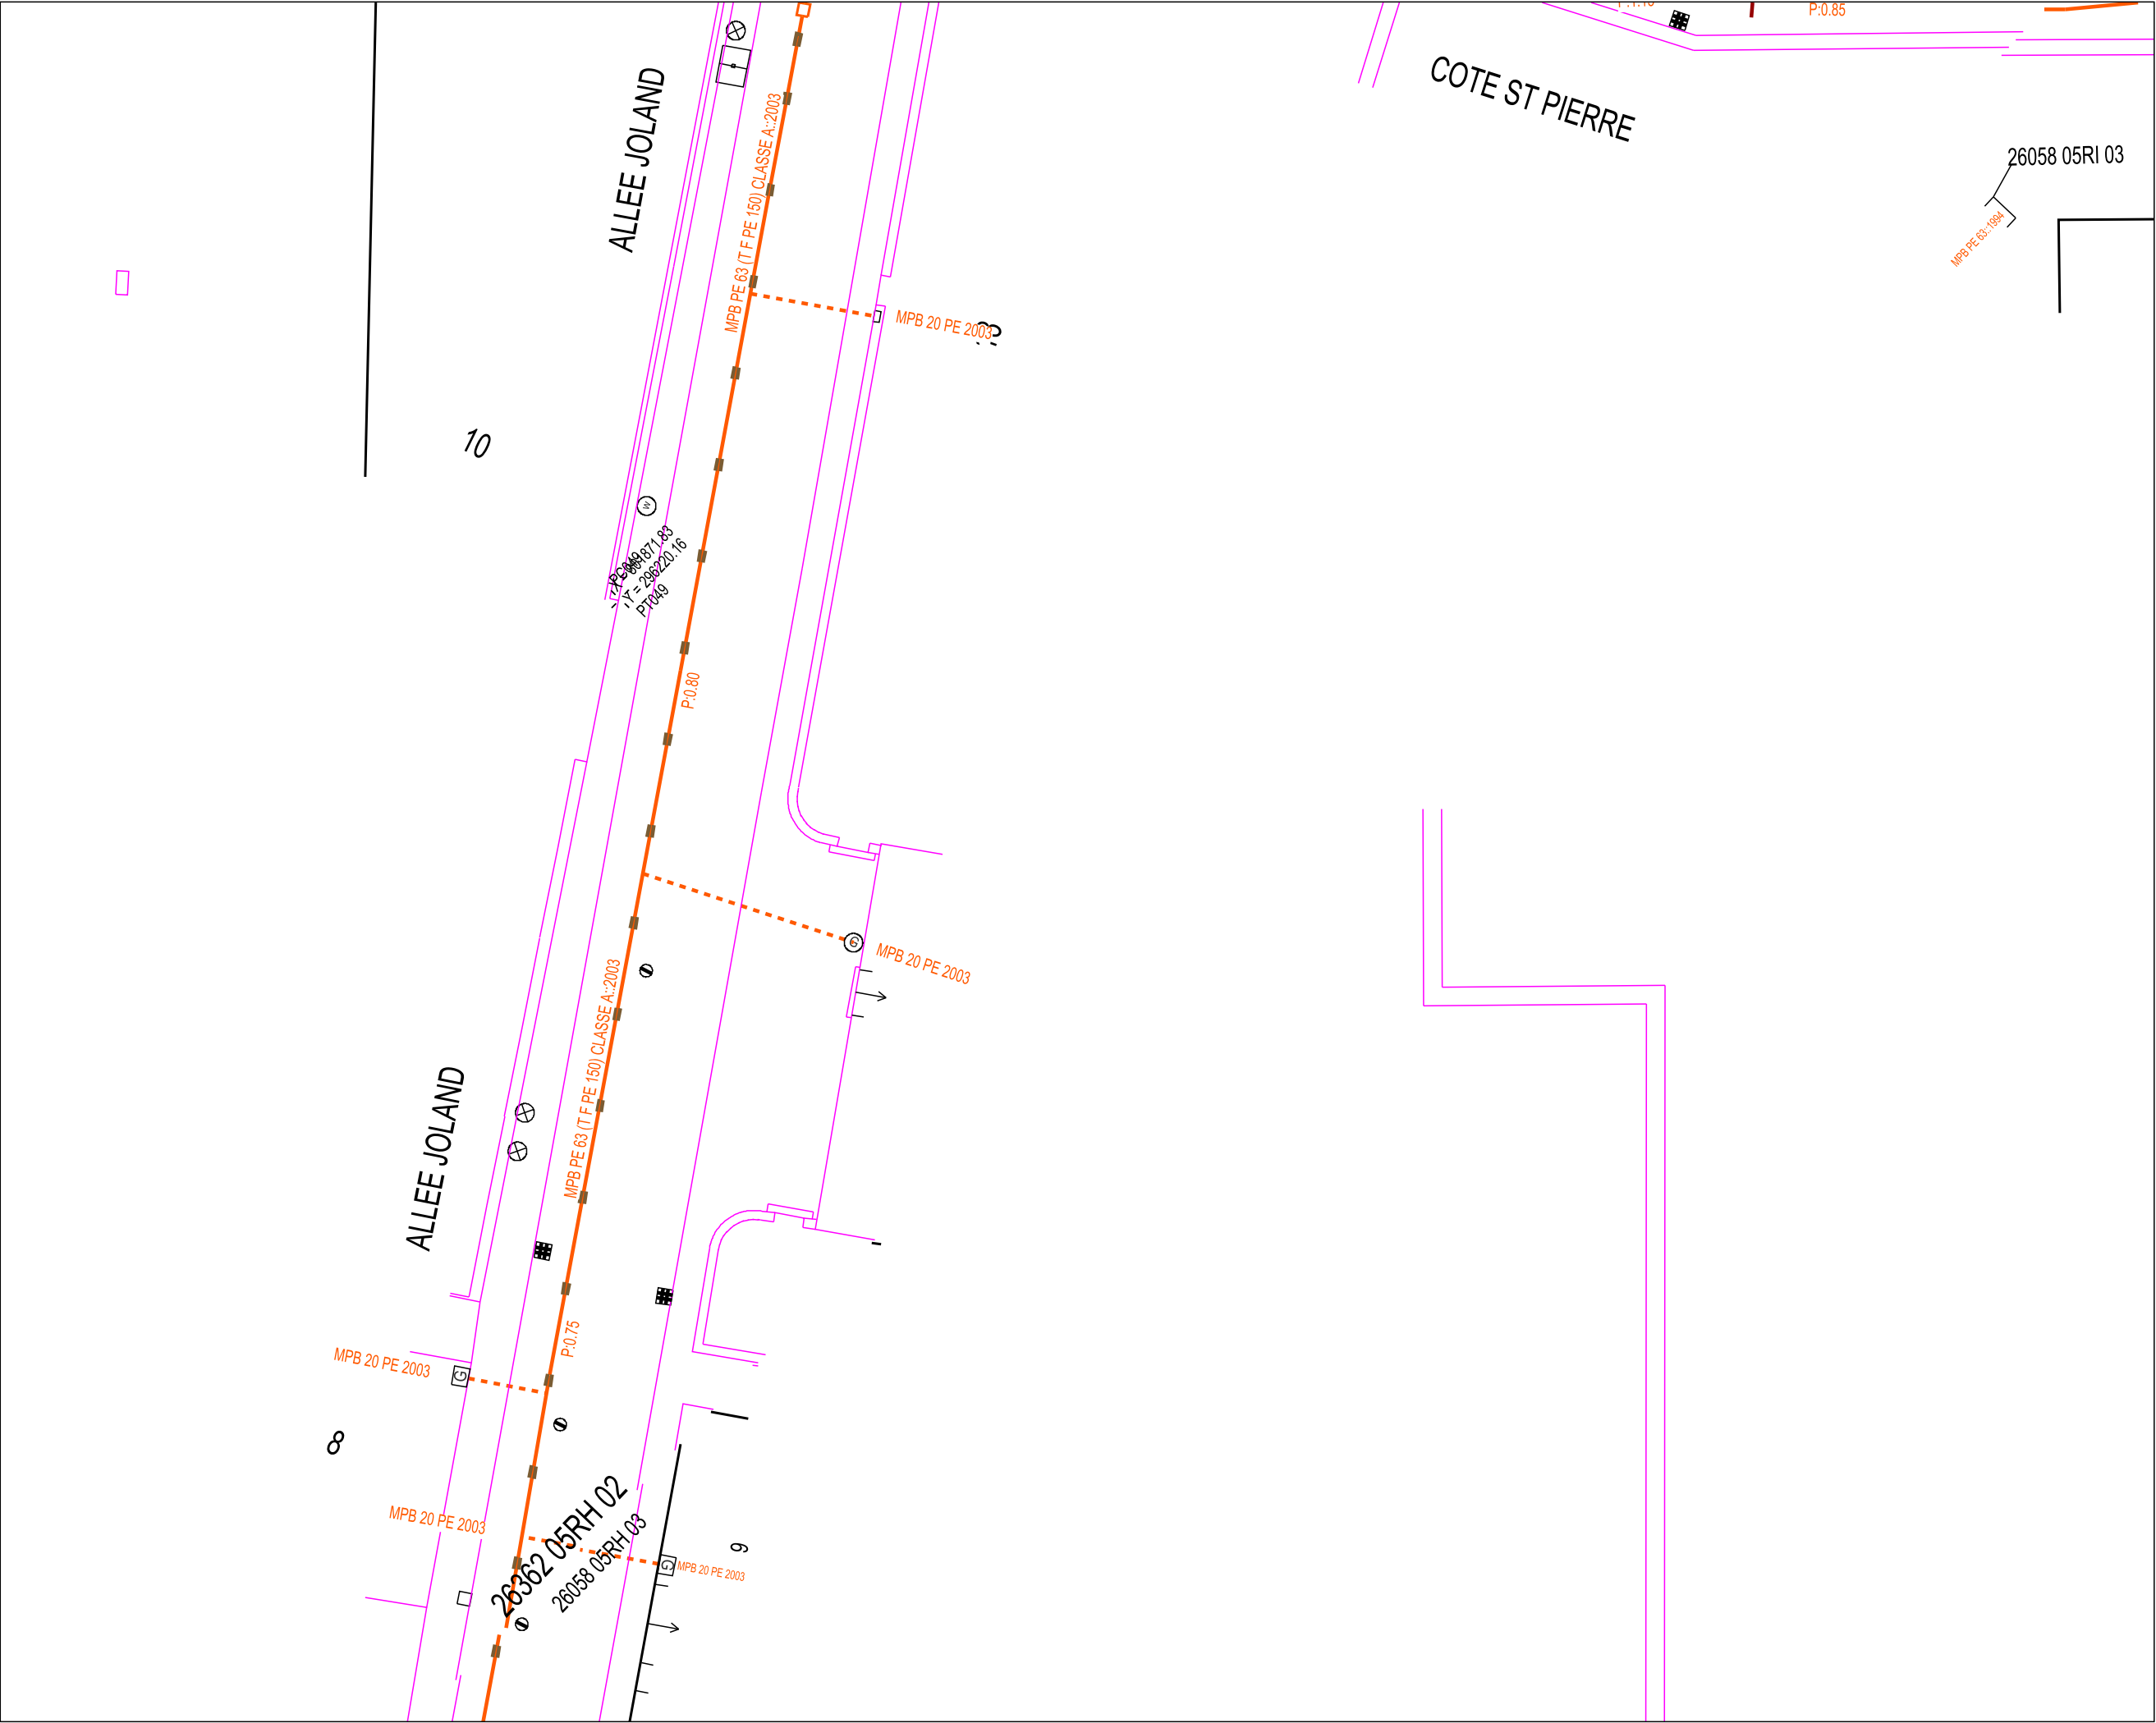 P:0.85
COTE ST PIERRE
ALLEE JOLAND
26058 05RI 03
MPB PE 63::1994
MPB PE 63 (T F PE 150) CLASSE A::2003
MPB 20 PE 2003
10
W
Y = 296220.16
PT049
P:0.80
MPB 20 PE 2003
G
MPB PE 63 (T F PE 150) CLASSE A::2003
ALLEE JOLAND
P:0.75
MPB 20 PE 2003
G
8
MPB 20 PE 2003
26362 05RH 02
26058 05RH 03
9
G
MPB 20 PE 2003